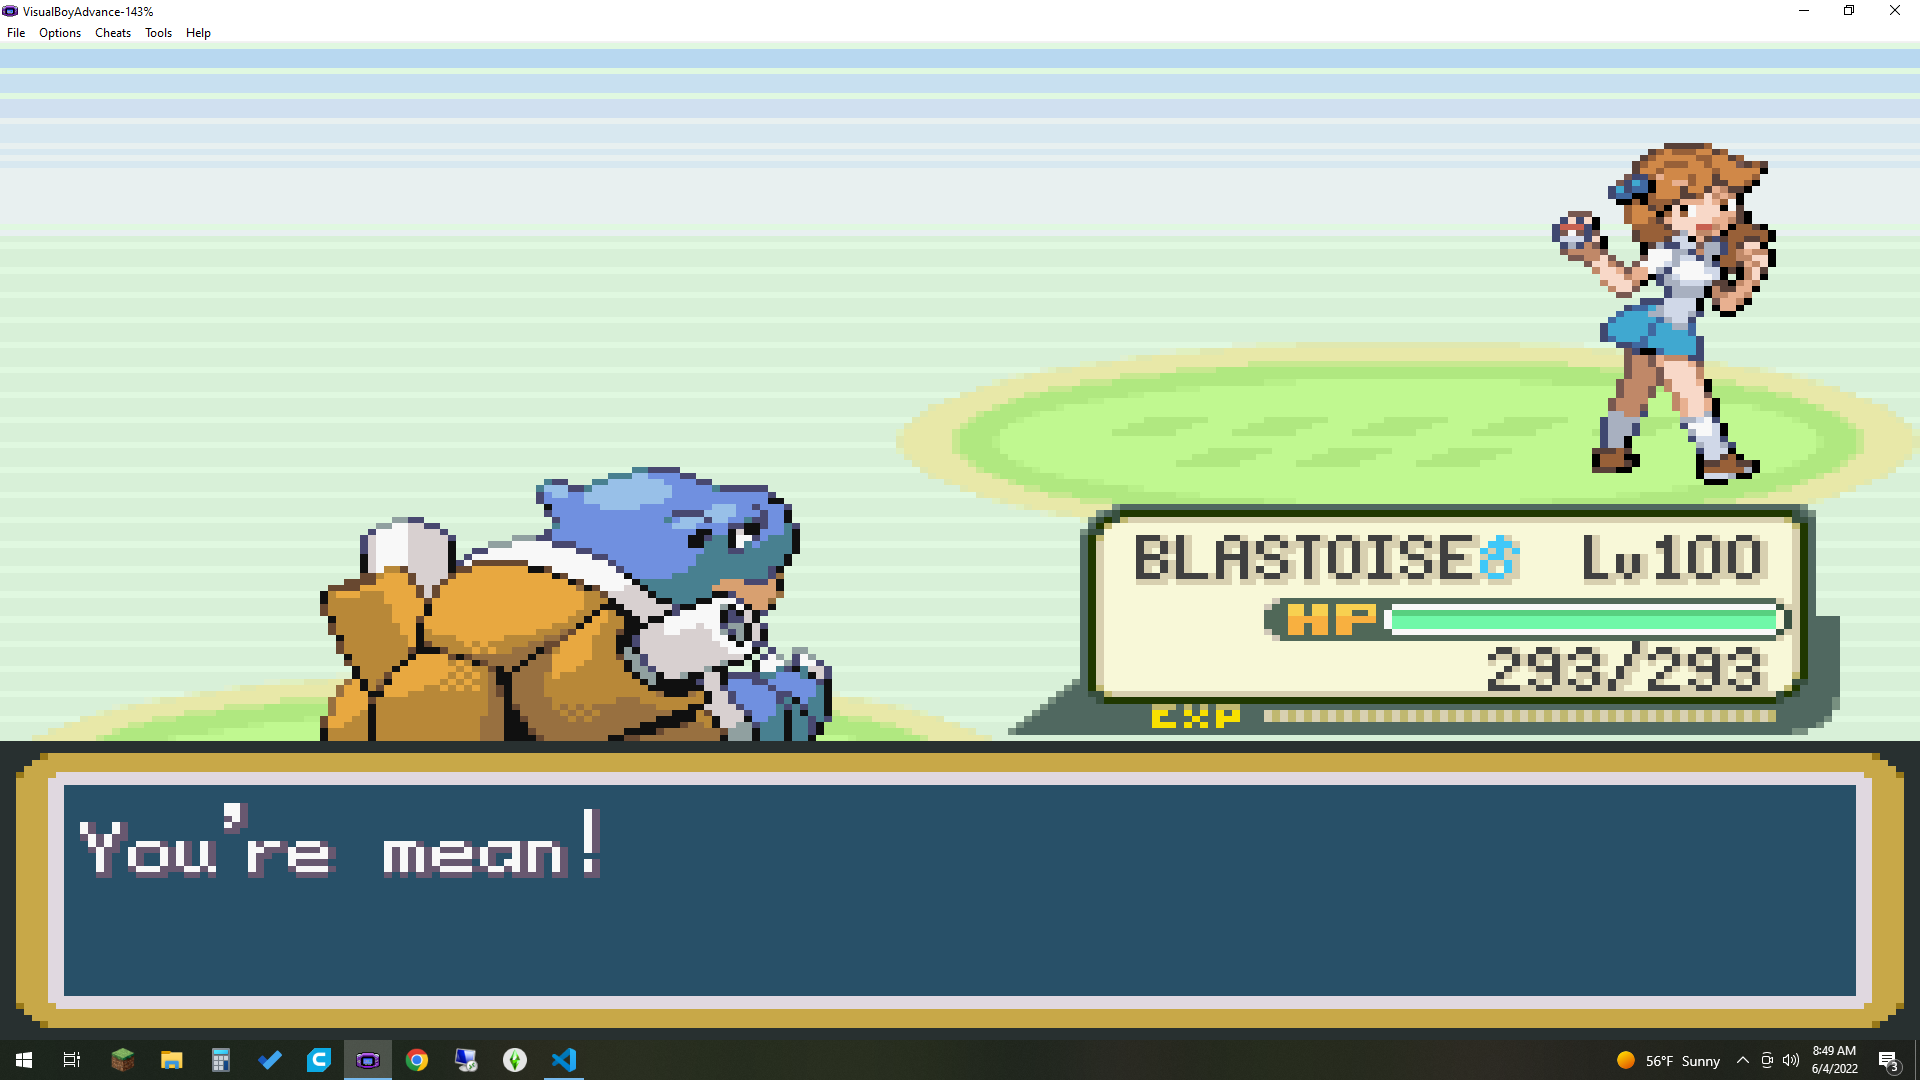 VisualBoyAdvance-143%
File Options Cheats Tools Help
BLASTOISE♂ Lv100
HP
293/293
EXP
You're mean!
56°F Sunny
8:49 AM
6/4/2022
3